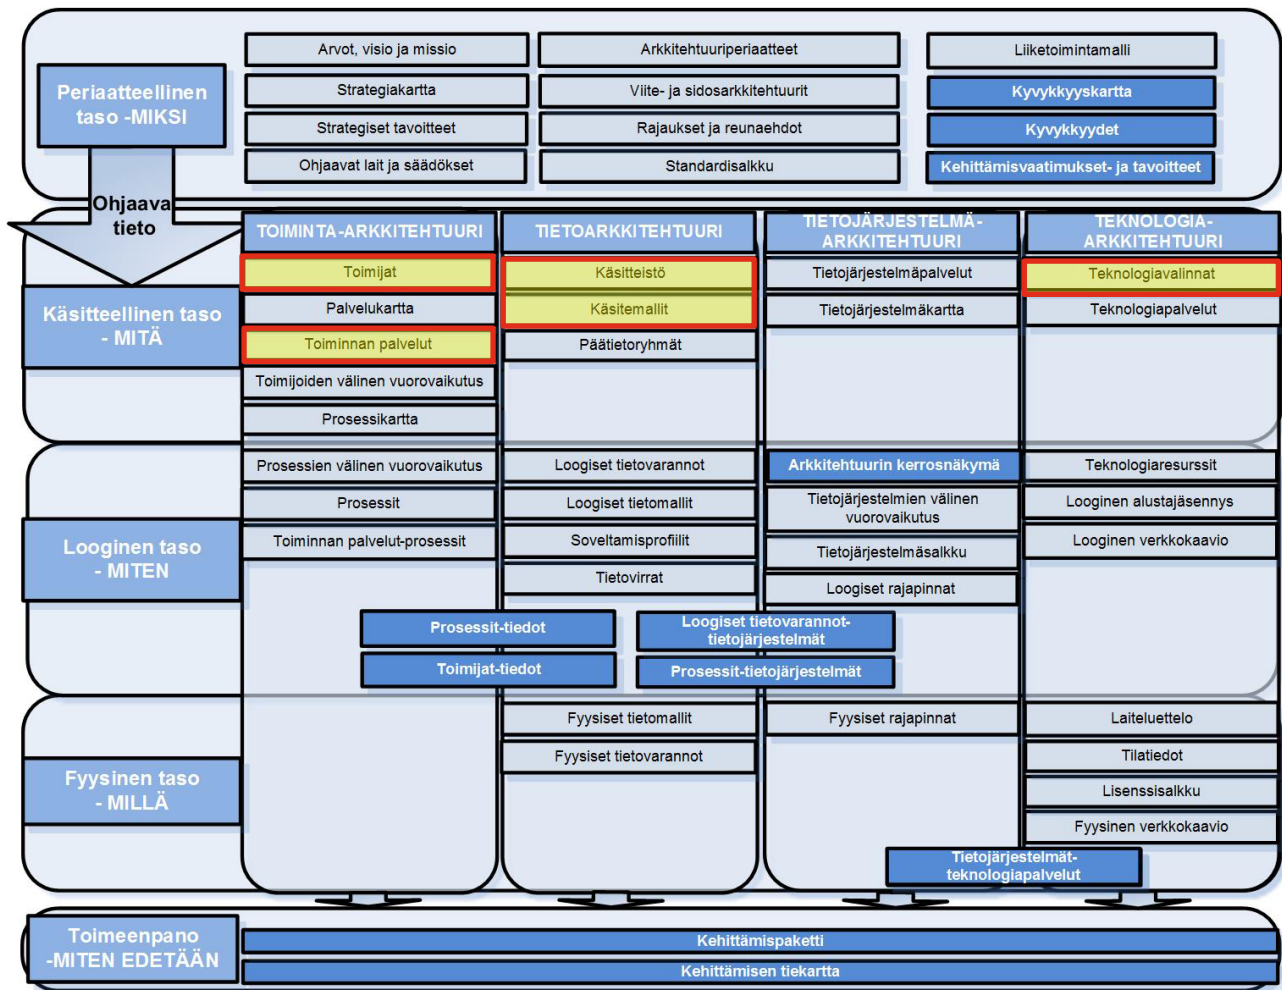 Periaatteellinen
taso -MIKSI
Arvot, visio ja missio
Strategiakartta
Strategiset tavoitteet
Ohjaavat lait ja säädökset
Arkkitehtuuriperiaatteet
Viite- ja sidosarkkitehtuurit
Rajaukset ja reunaehdot
Standardisalkku
Liiketoimintamalli
Kyvykkyyskartta
Kyvykkyydet
Kehittämisvaatimukset- ja tavoitteet
Ohjaava
tieto
Käsitteellinen taso
- MITÄ
Looginen taso
- MITEN
Fyysinen taso
- MILLÄ
TOIMINTA-ARKKITEHTUURI
Toimijat
Palvelukartta
Toiminnan palvelut
Toimijoiden välinen vuorovaikutus
Prosessikartta
Prosessien välinen vuorovaikutus
Prosessit
Toiminnan palvelut-prosessit
TIETOARKKITEHTUURI
Käsitteistö
Käsitemallit
Päätietoryhmät
Loogiset tietovarannot
Loogiset tietomallit
Soveltamisprofiilit
Tietovirrat
Fyysiset tietomallit
Fyysiset tietovarannot
TIETOJÄRJESTELMÄ-
ARKKITEHTUURI
Tietojärjestelmäpalvelut
Tietojärjestelmäkartta
Arkkitehtuurin kerrosnäkymä
Tietojärjestelmien välinen
vuorovaikutus
Tietojärjestelmäsalkku
Loogiset rajapinnat
Fyysiset rajapinnat
TEKNOLOGIA-
ARKKITEHTUURI
Teknologiavalinnat
Teknologiapalvelut
Teknologiaresurssit
Looginen alustajäsennys
Looginen verkkokaavio
Laiteluettelo
Tilatiedot
Lisenssisalkku
Fyysinen verkkokaavio
Prosessit-tiedot
Toimijat-tiedot
Loogiset tietovarannot-
tietojärjestelmät
Prosessit-tietojärjestelmät
Tietojärjestelmät-
teknologiapalvelut
Toimeenpano
-MITEN EDETÄÄN
Kehittämispaketti
Kehittämisen tiekartta